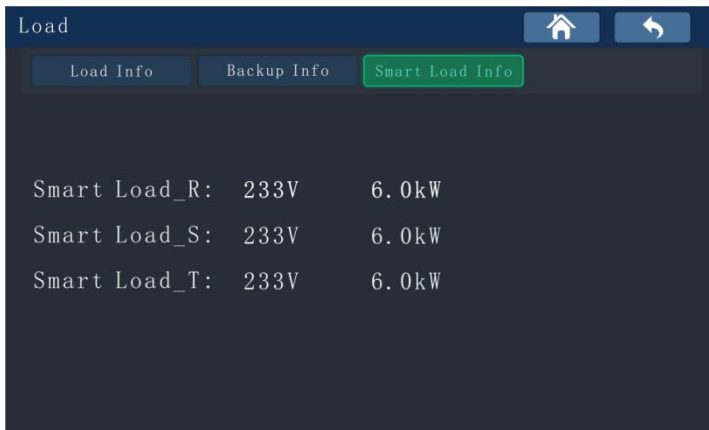 Load
Load Info Backup Info Smart Load Info
Smart Load_R: 233V 6.0kW
Smart Load_S: 233V 6.0kW
Smart Load_T: 233V 6.0kW